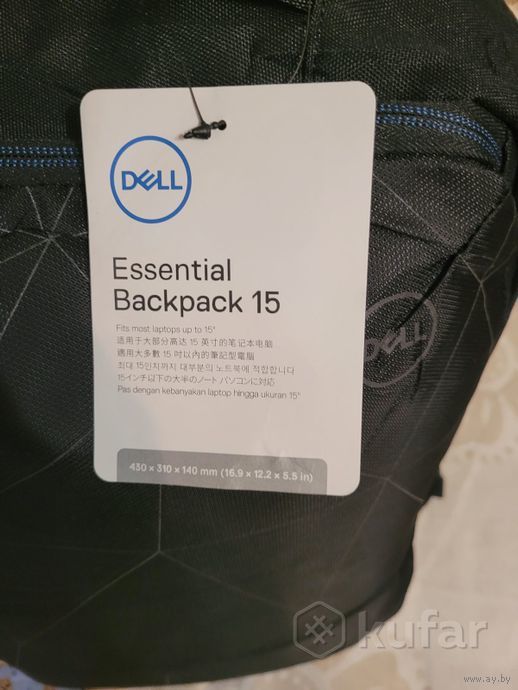 DELL
Essential
Backpack 15
Fits most laptops up to 15"
适用于大部分高达 15 英寸的笔记本电脑
適用大多數 15 吋以內的筆記型電腦
최대 15인치까지 대부분의 노트북에 적합합니다
15インチ以下の大半のノート パソコンに対応
Pas dengan kebanyakan laptop hingga ukuran 15"
430 × 310 × 140 mm (16.9 × 12.2 × 5.5 in)
DELL
kufar
www.ay.by